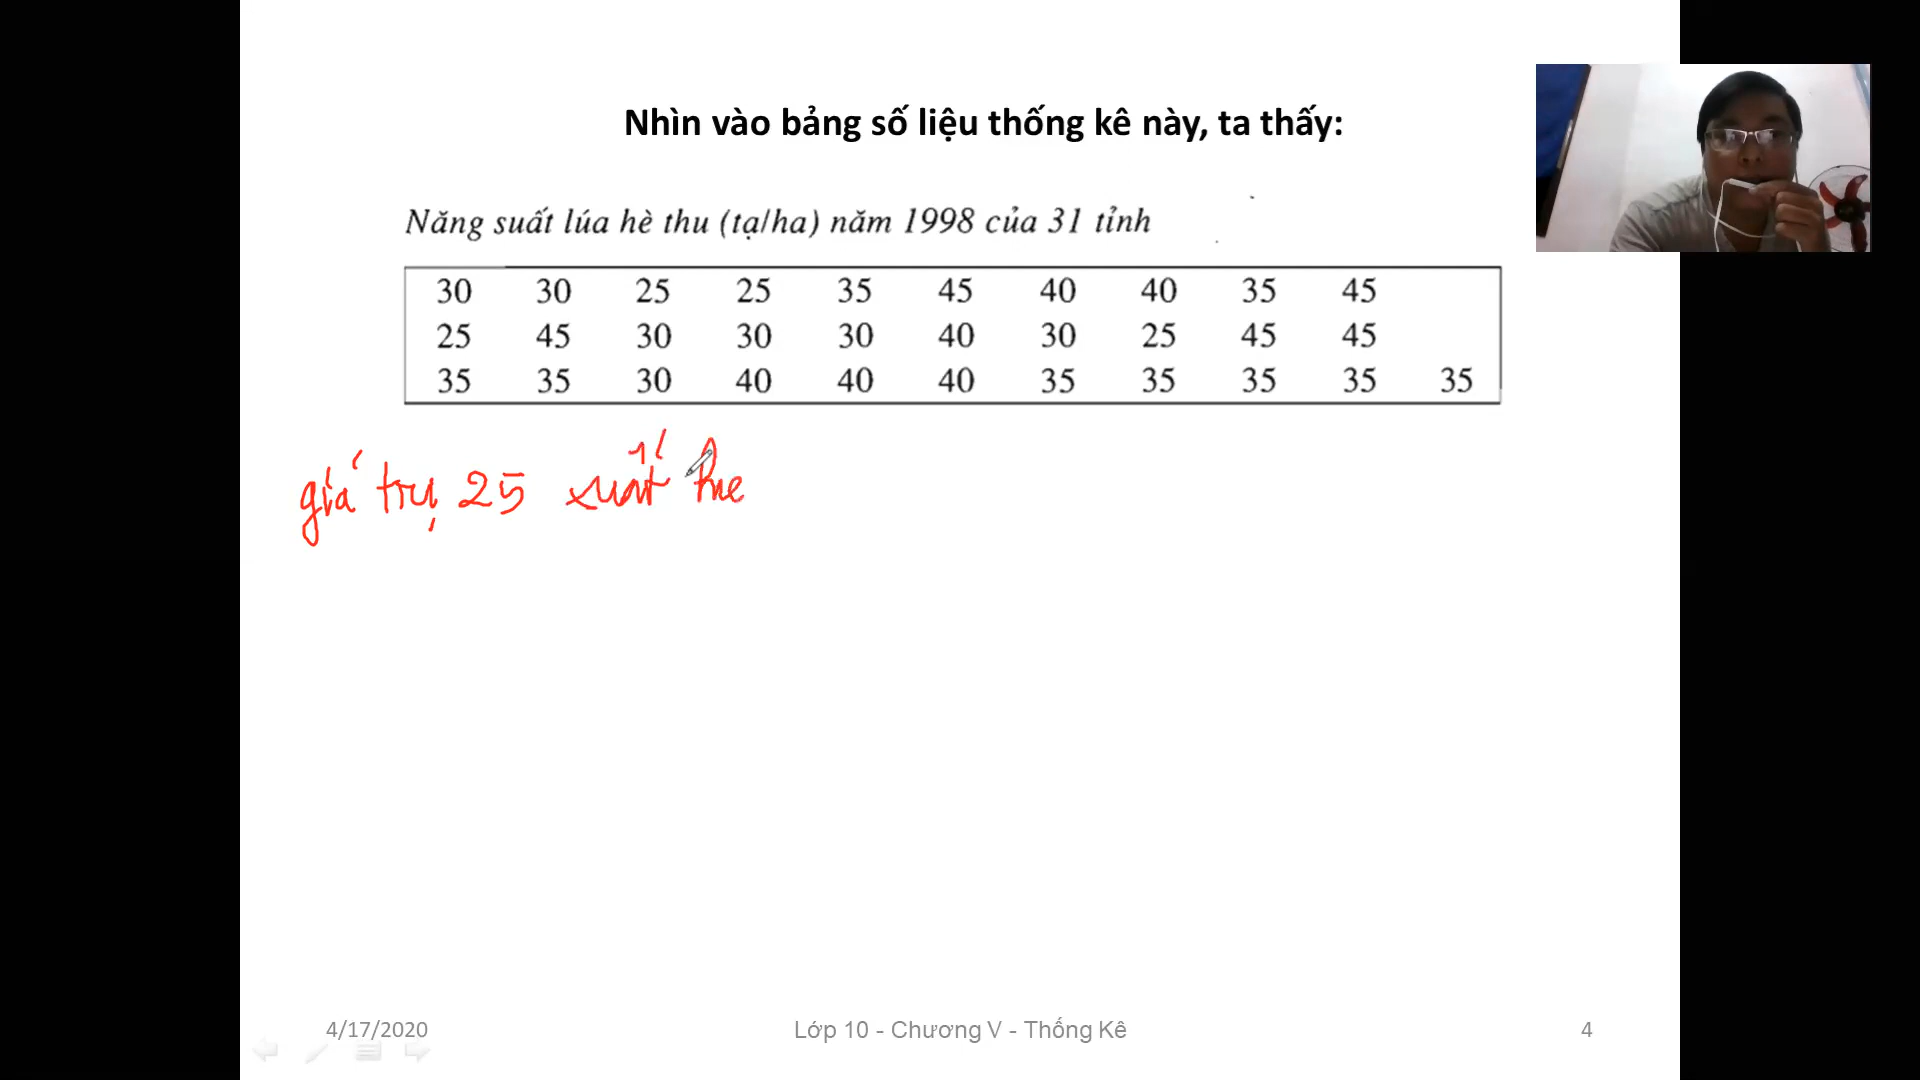 Nhìn vào bảng số liệu thống kê này, ta thấy:
Năng suất lúa hè thu (tạ/ha) năm 1998 của 31 tỉnh
30 30 25 25 35 45 40 40 35 45
25 45 30 30 30 40 30 25 45 45
35 35 30 40 40 40 35 35 35 35 35
giá trị 25 xuất
4/17/2020 Lớp 10 - Chương V - Thống Kê 4